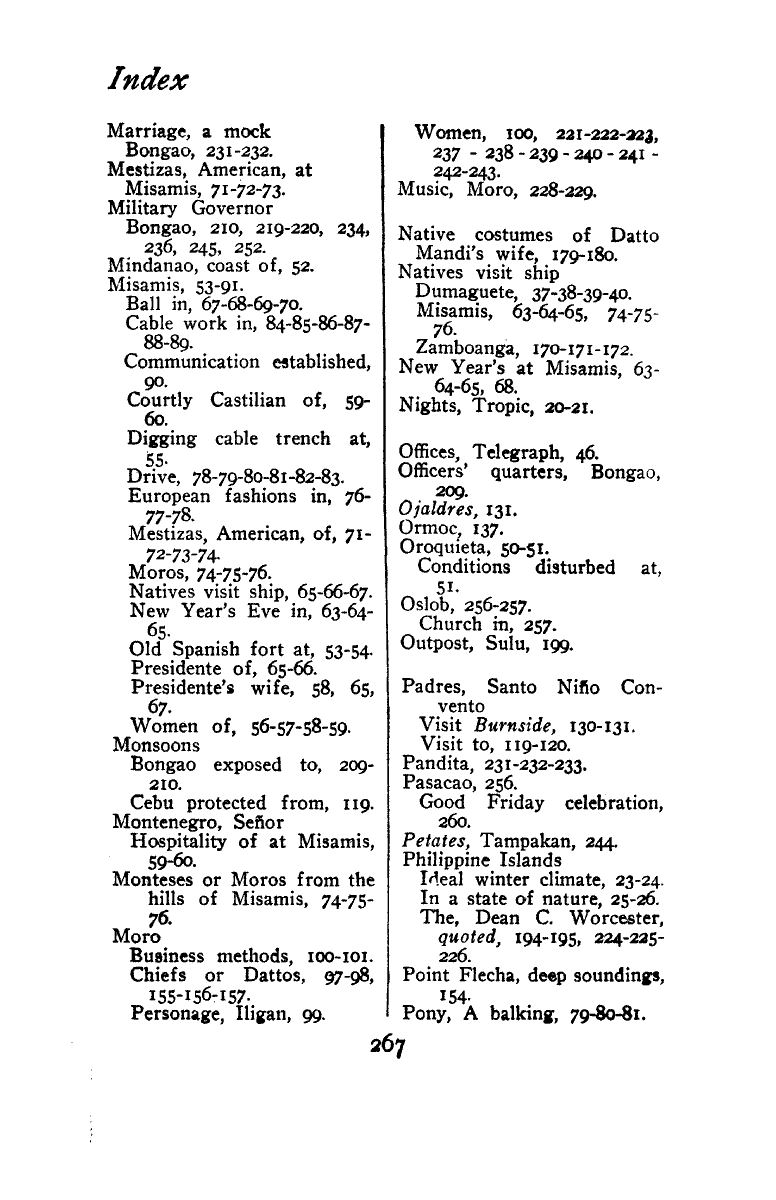 Index
Marriage, a mock
Bongao, 231-232.
Mestizas, American, at
Misamis, 71-72-73.
Military Governor
Bongao, 210, 219-220, 234,
236, 245, 252.
Mindanao, coast of, 52.
Misamis, 53-91.
Ball in, 67-68-69-70.
Cable work in, 84-85-86-87-
88-89.
Communication established,
90.
Courtly Castilian of, 59-
60.
Digging cable trench at,
55.
Drive, 78-79-80-81-82-83.
European fashions in, 76-
77-78.
Mestizas, American, of, 71-
72-73-74.
Moros, 74-75-76.
Natives visit ship, 65-66-67.
New Year's Eve in, 63-64-
65.
Old Spanish fort at, 53-54.
Presidente of, 65-66.
Presidente's wife, 58, 65,
67.
Women of, 56-57-58-59.
Monsoons
Bongao exposed to, 209-
210.
Cebu protected from, 119.
Montenegro, Señor
Hospitality of at Misamis,
59-60.
Monteses or Moros from the
hills of Misamis, 74-75-
76.
Moro
Business methods, 100-101.
Chiefs or Dattos, 97-98,
155-156-157.
Personage, Iligan, 99.
Women, 100, 221-222-223,
237 - 238 - 239 - 240 - 241 -
242-243.
Music, Moro, 228-229.
Native costumes of Datto
Mandi's wife, 179-180.
Natives visit ship
Dumaguete, 37-38-39-40.
Misamis, 63-64-65, 74-75-
76.
Zamboanga, 170-171-172.
New Year's at Misamis, 63-
64-65, 68.
Nights, Tropic, 20-21.
Offices, Telegraph, 46.
Officers' quarters, Bongao,
209.
Ojaldres, 131.
Ormoc, 137.
Oroquieta, 50-51.
Conditions disturbed at,
51.
Oslob, 256-257.
Church in, 257.
Outpost, Sulu, 199.
Padres, Santo Niño Con-
vento
Visit Burnside, 130-131.
Visit to, 119-120.
Pandita, 231-232-233.
Pasacao, 256.
Good Friday celebration,
260.
Petates, Tampakan, 244.
Philippine Islands
Ideal winter climate, 23-24.
In a state of nature, 25-26.
The, Dean C. Worcester,
quoted, 194-195, 224-225-
226.
Point Flecha, deep soundings,
154.
Pony, A balking, 79-80-81.
267